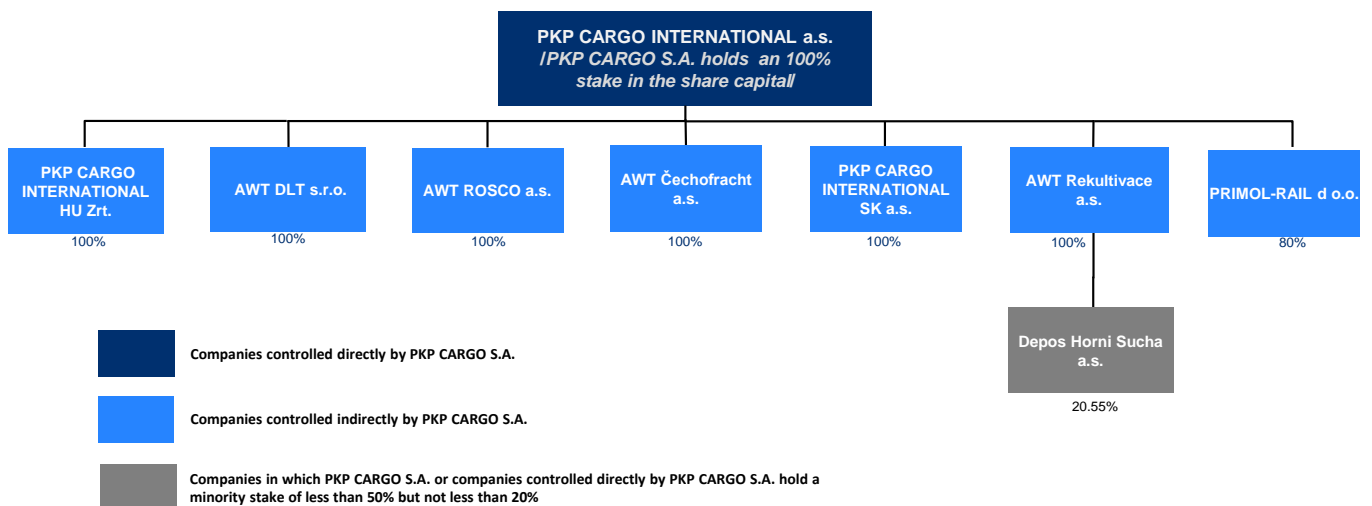 PKP CARGO INTERNATIONAL a.s.
/PKP CARGO S.A. holds an 100%
stake in the share capital/
PKP CARGO
INTERNATIONAL
HU Zrt.
100%
AWT DLT s.r.o.
100%
AWT ROSCO a.s.
100%
AWT Čechofracht
a.s.
100%
PKP CARGO
INTERNATIONAL
SK a.s.
100%
AWT Rekultivace
a.s.
100%
PRIMOL-RAIL d o.o.
80%
Depos Horni Sucha
a.s.
20.55%
Companies controlled directly by PKP CARGO S.A.
Companies controlled indirectly by PKP CARGO S.A.
Companies in which PKP CARGO S.A. or companies controlled directly by PKP CARGO S.A. hold a
minority stake of less than 50% but not less than 20%